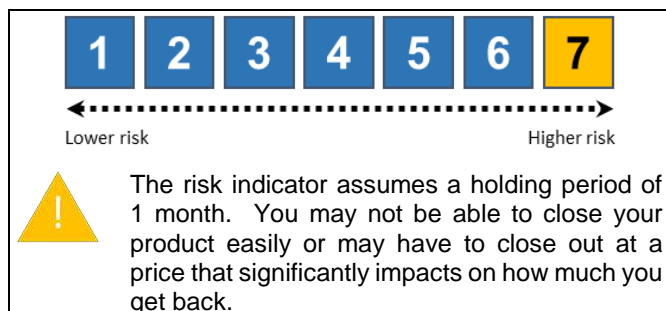 1 2 3 4 5 6 7
Lower risk Higher risk
!
The risk indicator assumes a holding period of
1 month. You may not be able to close your
product easily or may have to close out at a
price that significantly impacts on how much you
get back.